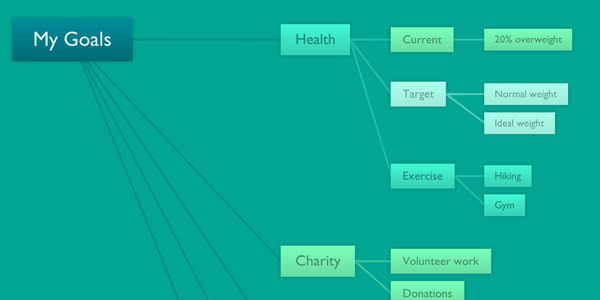 My Goals
Health
Current
20% overweight
Target
Normal weight
Ideal weight
Exercise
Hiking
Gym
Charity
Volunteer work
Donations